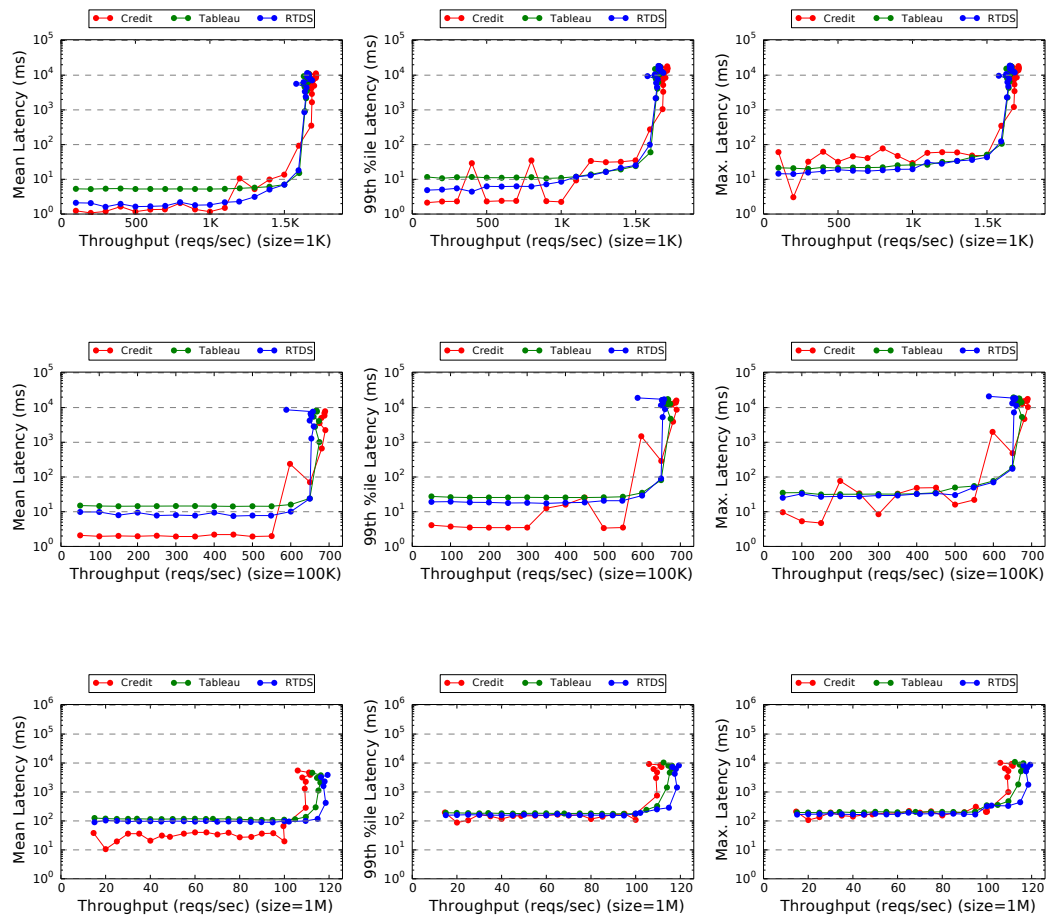 Credit Tableau RTDS
Mean Latency (ms)
10^5
10^4
10^3
10^2
10^1
10^0
0 500 1K 1.5K
Throughput (reqs/sec) (size=1K)
Credit Tableau RTDS
99th %ile Latency (ms)
10^5
10^4
10^3
10^2
10^1
10^0
500 1K 1.5K
Throughput (reqs/sec) (size=1K)
Credit Tableau RTDS
Max. Latency (ms)
10^5
10^4
10^3
10^2
10^1
10^0
500 1K 1.5K
Throughput (reqs/sec) (size=1K)
Credit Tableau RTDS
Mean Latency (ms)
10^5
10^4
10^3
10^2
10^1
10^0
0 100 200 300 400 500 600 700
Throughput (reqs/sec) (size=100K)
Credit Tableau RTDS
99th %ile Latency (ms)
10^5
10^4
10^3
10^2
10^1
10^0
100 200 300 400 500 600 700
Throughput (reqs/sec) (size=100K)
Credit Tableau RTDS
Max. Latency (ms)
10^5
10^4
10^3
10^2
10^1
10^0
100 200 300 400 500 600 700
Throughput (reqs/sec) (size=100K)
Credit Tableau RTDS
Mean Latency (ms)
10^6
10^5
10^4
10^3
10^2
10^1
10^0
0 20 40 60 80 100 120
Throughput (reqs/sec) (size=1M)
Credit Tableau RTDS
99th %ile Latency (ms)
10^6
10^5
10^4
10^3
10^2
10^1
10^0
20 40 60 80 100 120
Throughput (reqs/sec) (size=1M)
Credit Tableau RTDS
Max. Latency (ms)
10^6
10^5
10^4
10^3
10^2
10^1
10^0
20 40 60 80 100 120
Throughput (reqs/sec) (size=1M)